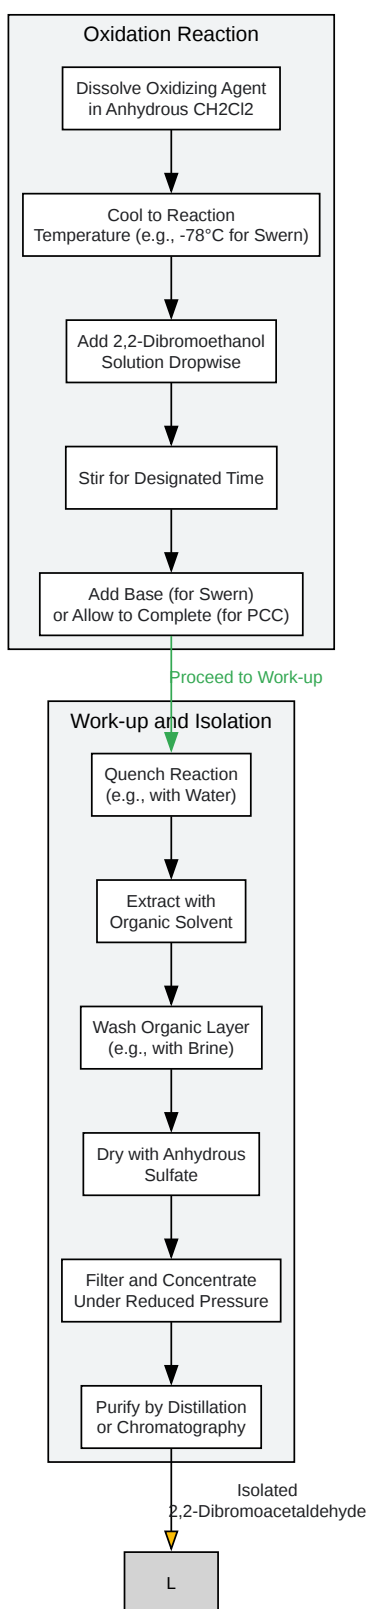 Oxidation Reaction
Dissolve Oxidizing Agent
in Anhydrous CH2Cl2
Cool to Reaction
Temperature (e.g., -78°C for Swern)
Add 2,2-Dibromoethanol
Solution Dropwise
Stir for Designated Time
Add Base (for Swern)
or Allow to Complete (for PCC)
Proceed to Work-up
Work-up and Isolation
Quench Reaction
(e.g., with Water)
Extract with
Organic Solvent
Wash Organic Layer
(e.g., with Brine)
Dry with Anhydrous
Sulfate
Filter and Concentrate
Under Reduced Pressure
Purify by Distillation
or Chromatography
Isolated
2,2-Dibromoacetaldehyde
L